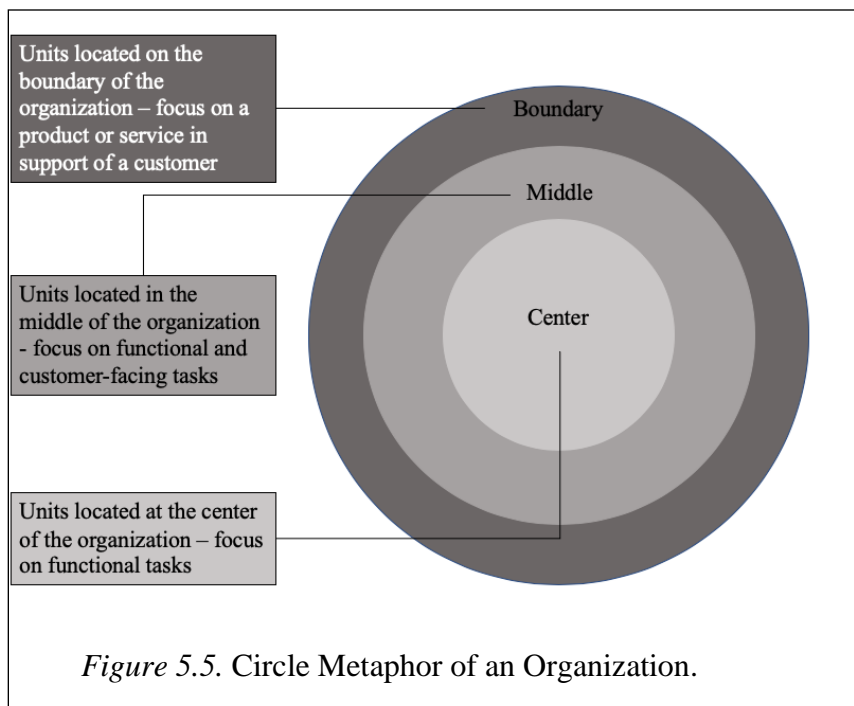 Units located on the
boundary of the
organization – focus on a
product or service in
support of a customer
Boundary
Middle
Units located in the
middle of the organization
- focus on functional and
customer-facing tasks
Center
Units located at the center
of the organization – focus
on functional tasks
Figure 5.5. Circle Metaphor of an Organization.